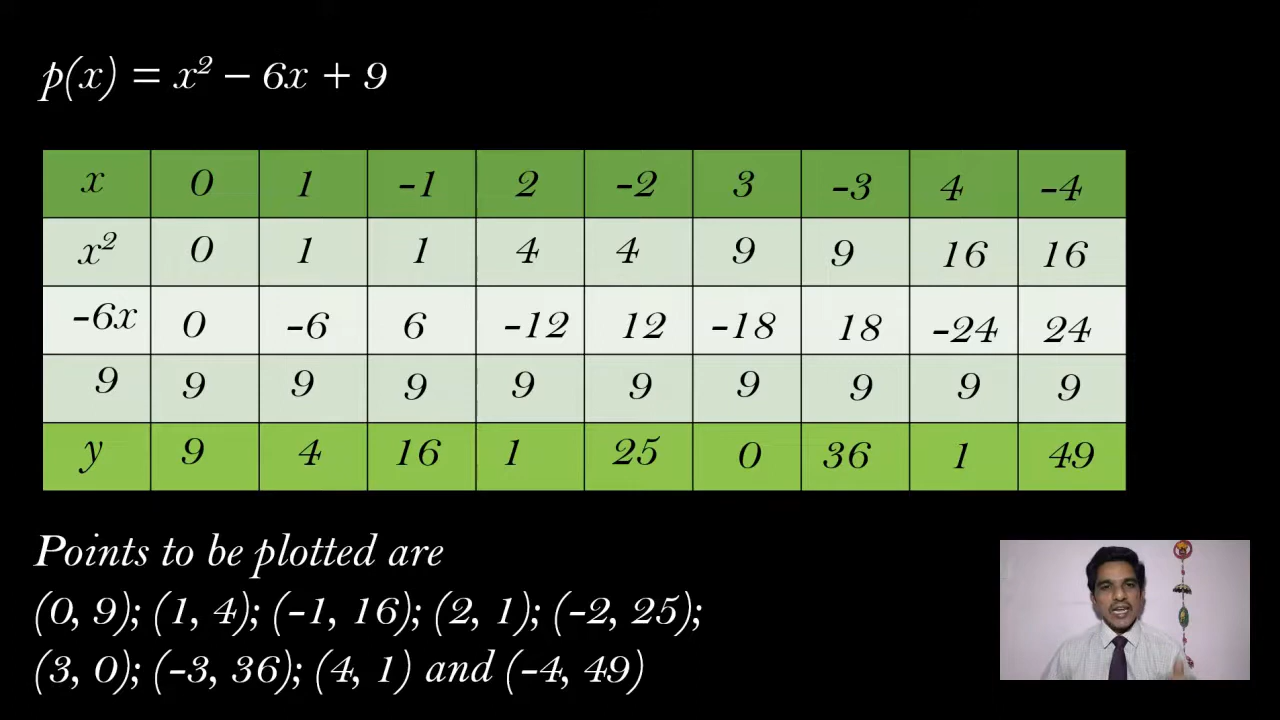 p(x) = x² − 6x + 9
x 0 1 -1 2 -2 3 -3 4 -4
x² 0 1 1 4 4 9 9 16 16
-6x 0 -6 6 -12 12 -18 18 -24 24
9 9 9 9 9 9 9 9 9 9
y 9 4 16 1 25 0 36 1 49
Points to be plotted are
(0, 9); (1, 4); (-1, 16); (2, 1); (-2, 25);
(3, 0); (-3, 36); (4, 1) and (-4, 49)